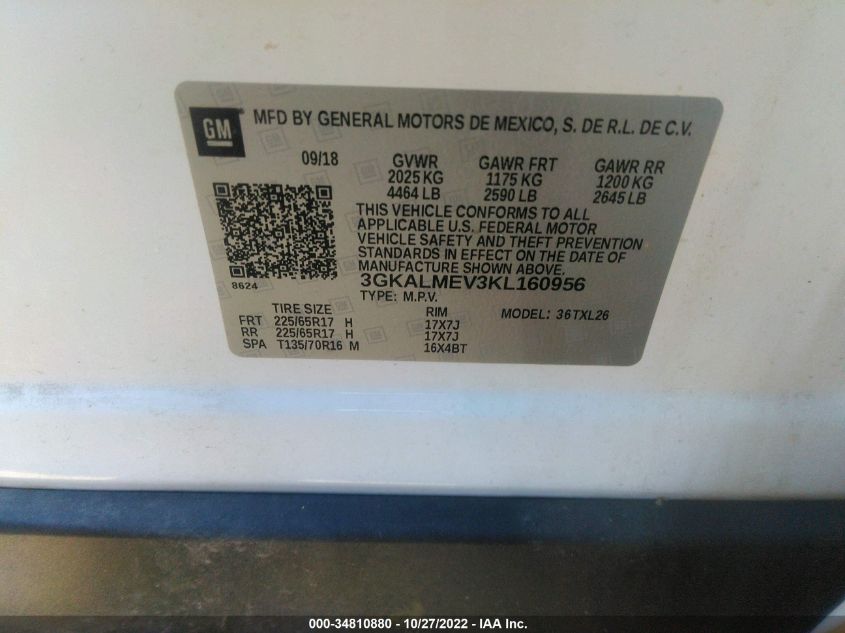 GM
MFD BY GENERAL MOTORS DE MEXICO, S. DE R.L. DE C.V.
09/18 GVWR GAWR FRT GAWR RR
2025 KG 1175 KG 1200 KG
4464 LB 2590 LB 2645 LB
THIS VEHICLE CONFORMS TO ALL
APPLICABLE U.S. FEDERAL MOTOR
VEHICLE SAFETY AND THEFT PREVENTION
STANDARDS IN EFFECT ON THE DATE OF
MANUFACTURE SHOWN ABOVE.
8624
3GKALMEV3KL160956
TYPE: M.P.V.
TIRE SIZE RIM MODEL: 36TXL26
FRT 225/65R17 H 17X7J
RR 225/65R17 H 17X7J
SPA T135/70R16 M 16X4BT
000-34810880 - 10/27/2022 - IAA Inc.